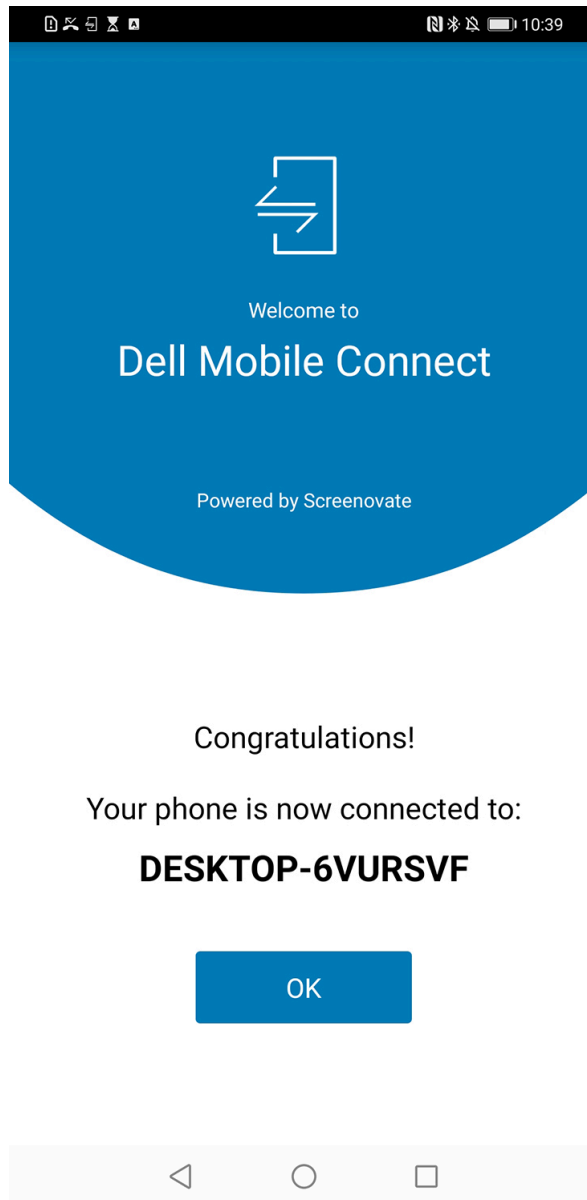 10:39
Welcome to
Dell Mobile Connect
Powered by Screenovate
Congratulations!
Your phone is now connected to:
DESKTOP-6VURSVF
OK